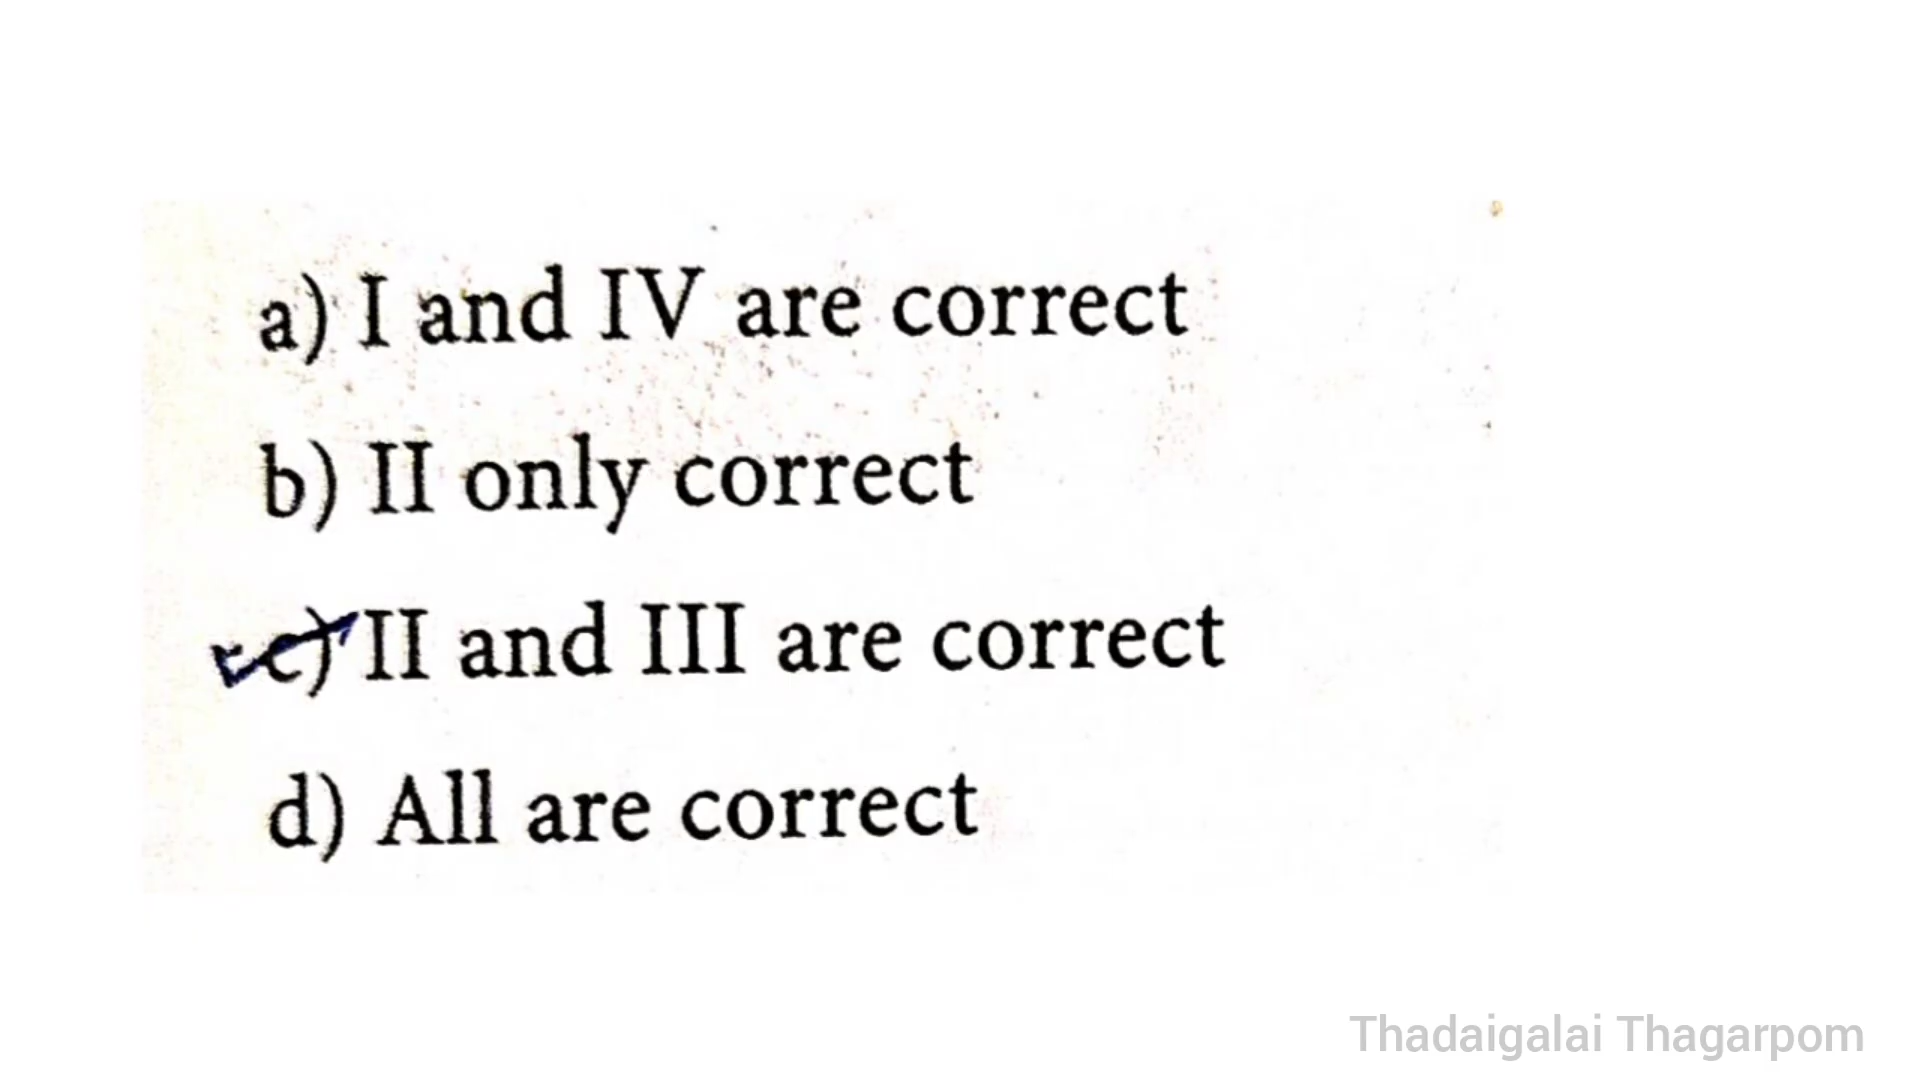 a) I and IV are correct
b) II only correct
c) II and III are correct
d) All are correct
Thadaigalai Thagarpom